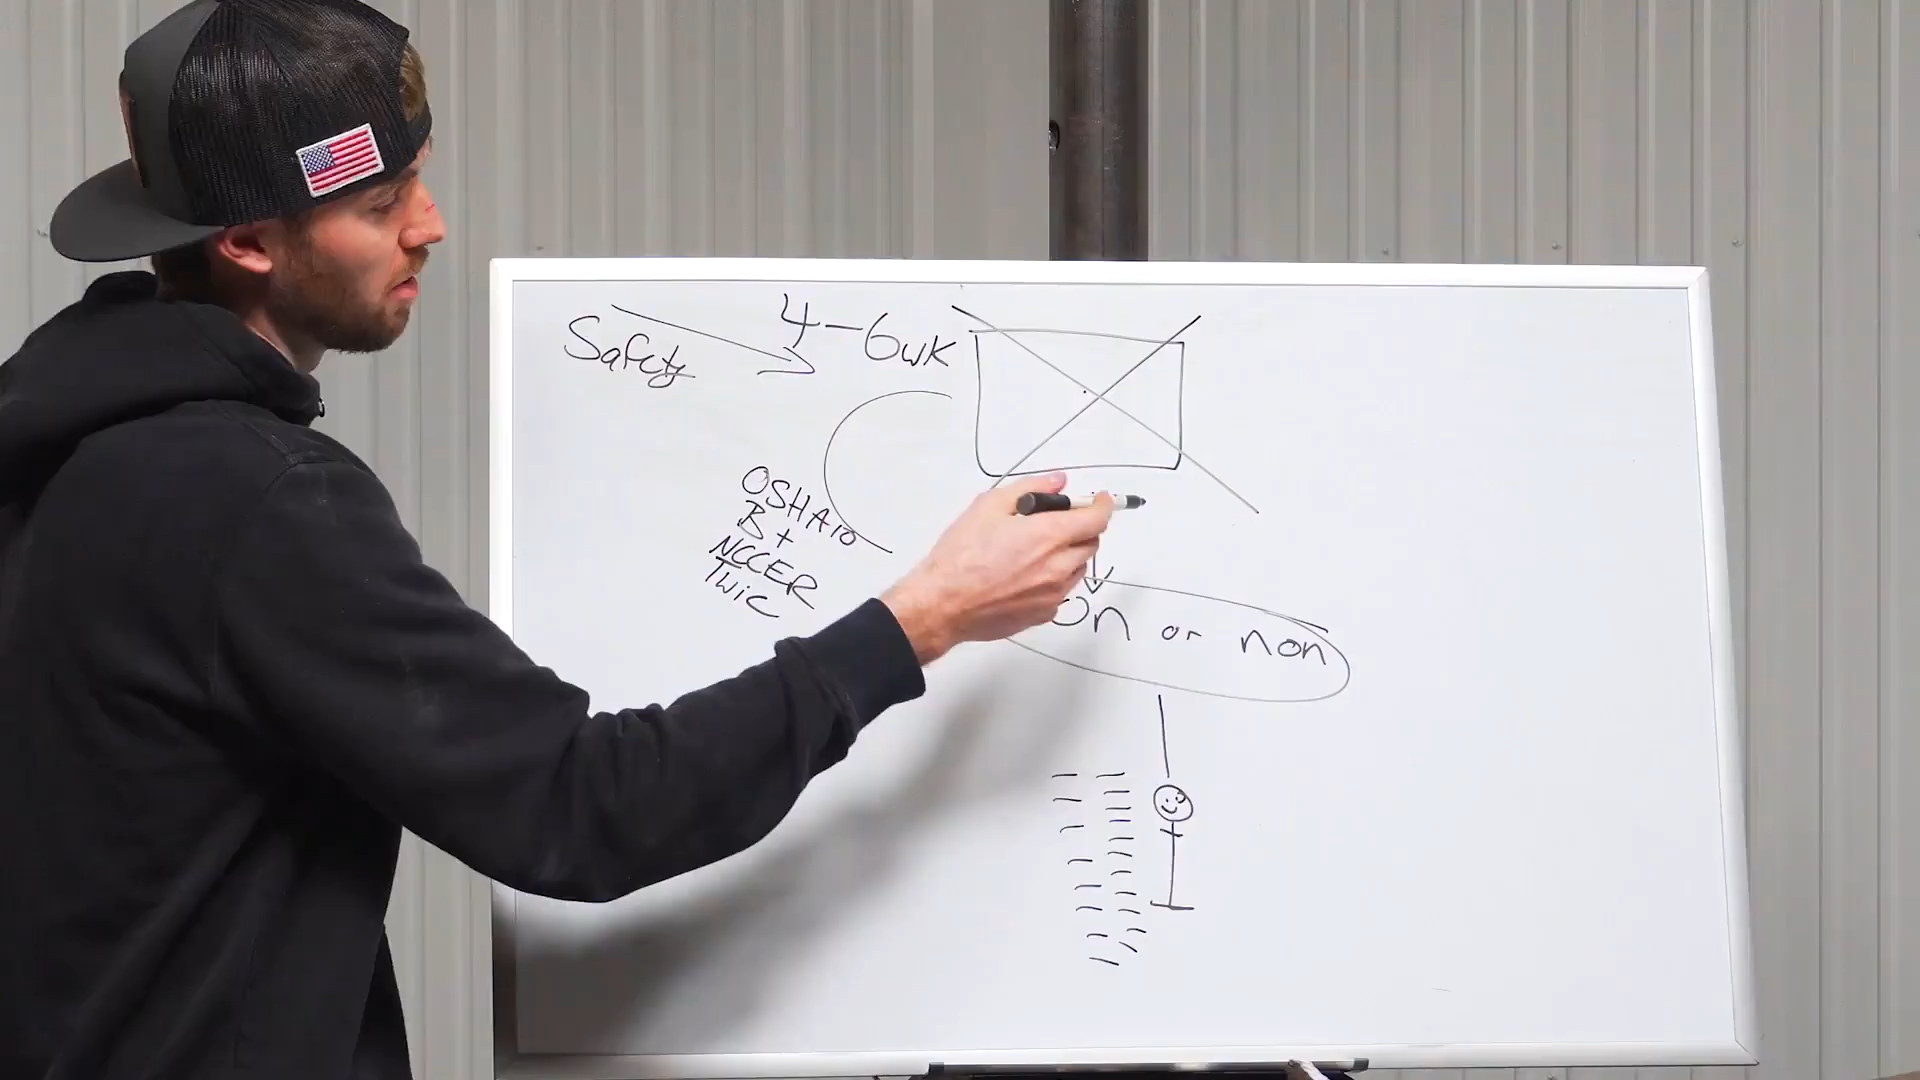 Safety
4-6wk
OSHA10
B+
NCCER
Twic
on or non